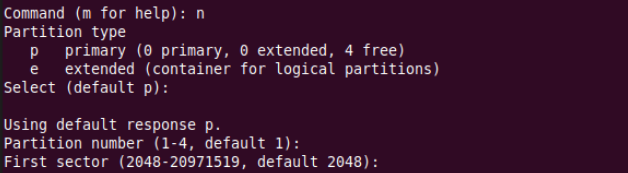 Command (m for help): n
Partition type
   p   primary (0 primary, 0 extended, 4 free)
   e   extended (container for logical partitions)
Select (default p):

Using default response p.
Partition number (1-4, default 1):
First sector (2048-20971519, default 2048):